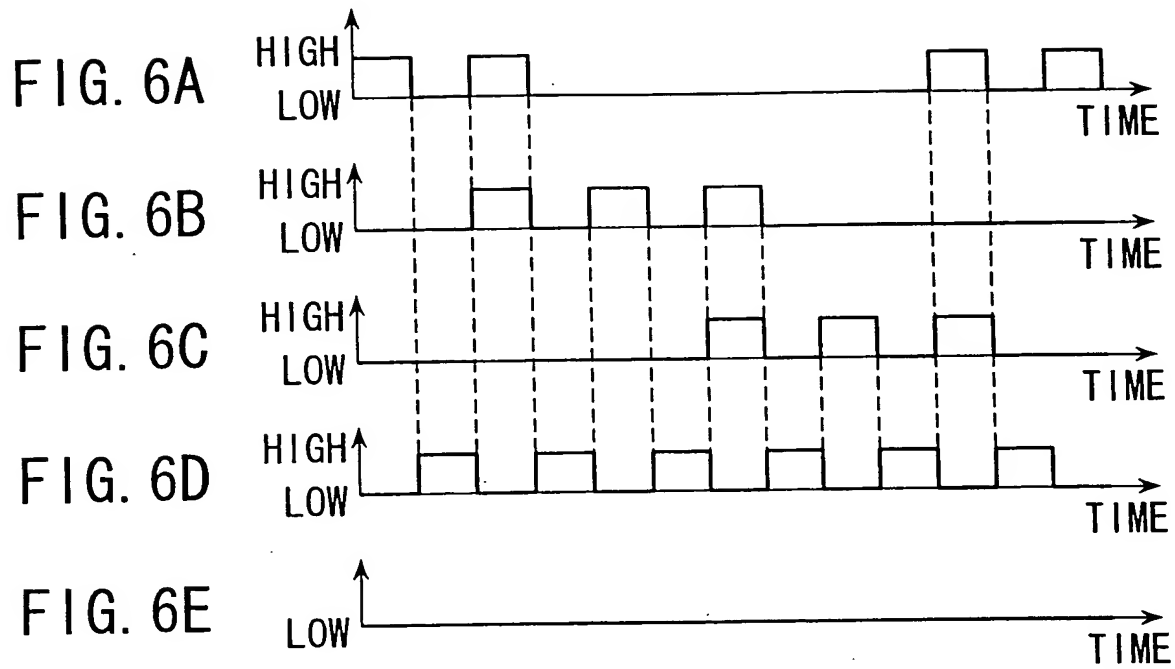 FIG. 6A
HIGH
LOW
TIME
FIG. 6B
HIGH
LOW
TIME
FIG. 6C
HIGH
LOW
TIME
FIG. 6D
HIGH
LOW
TIME
FIG. 6E
LOW
TIME